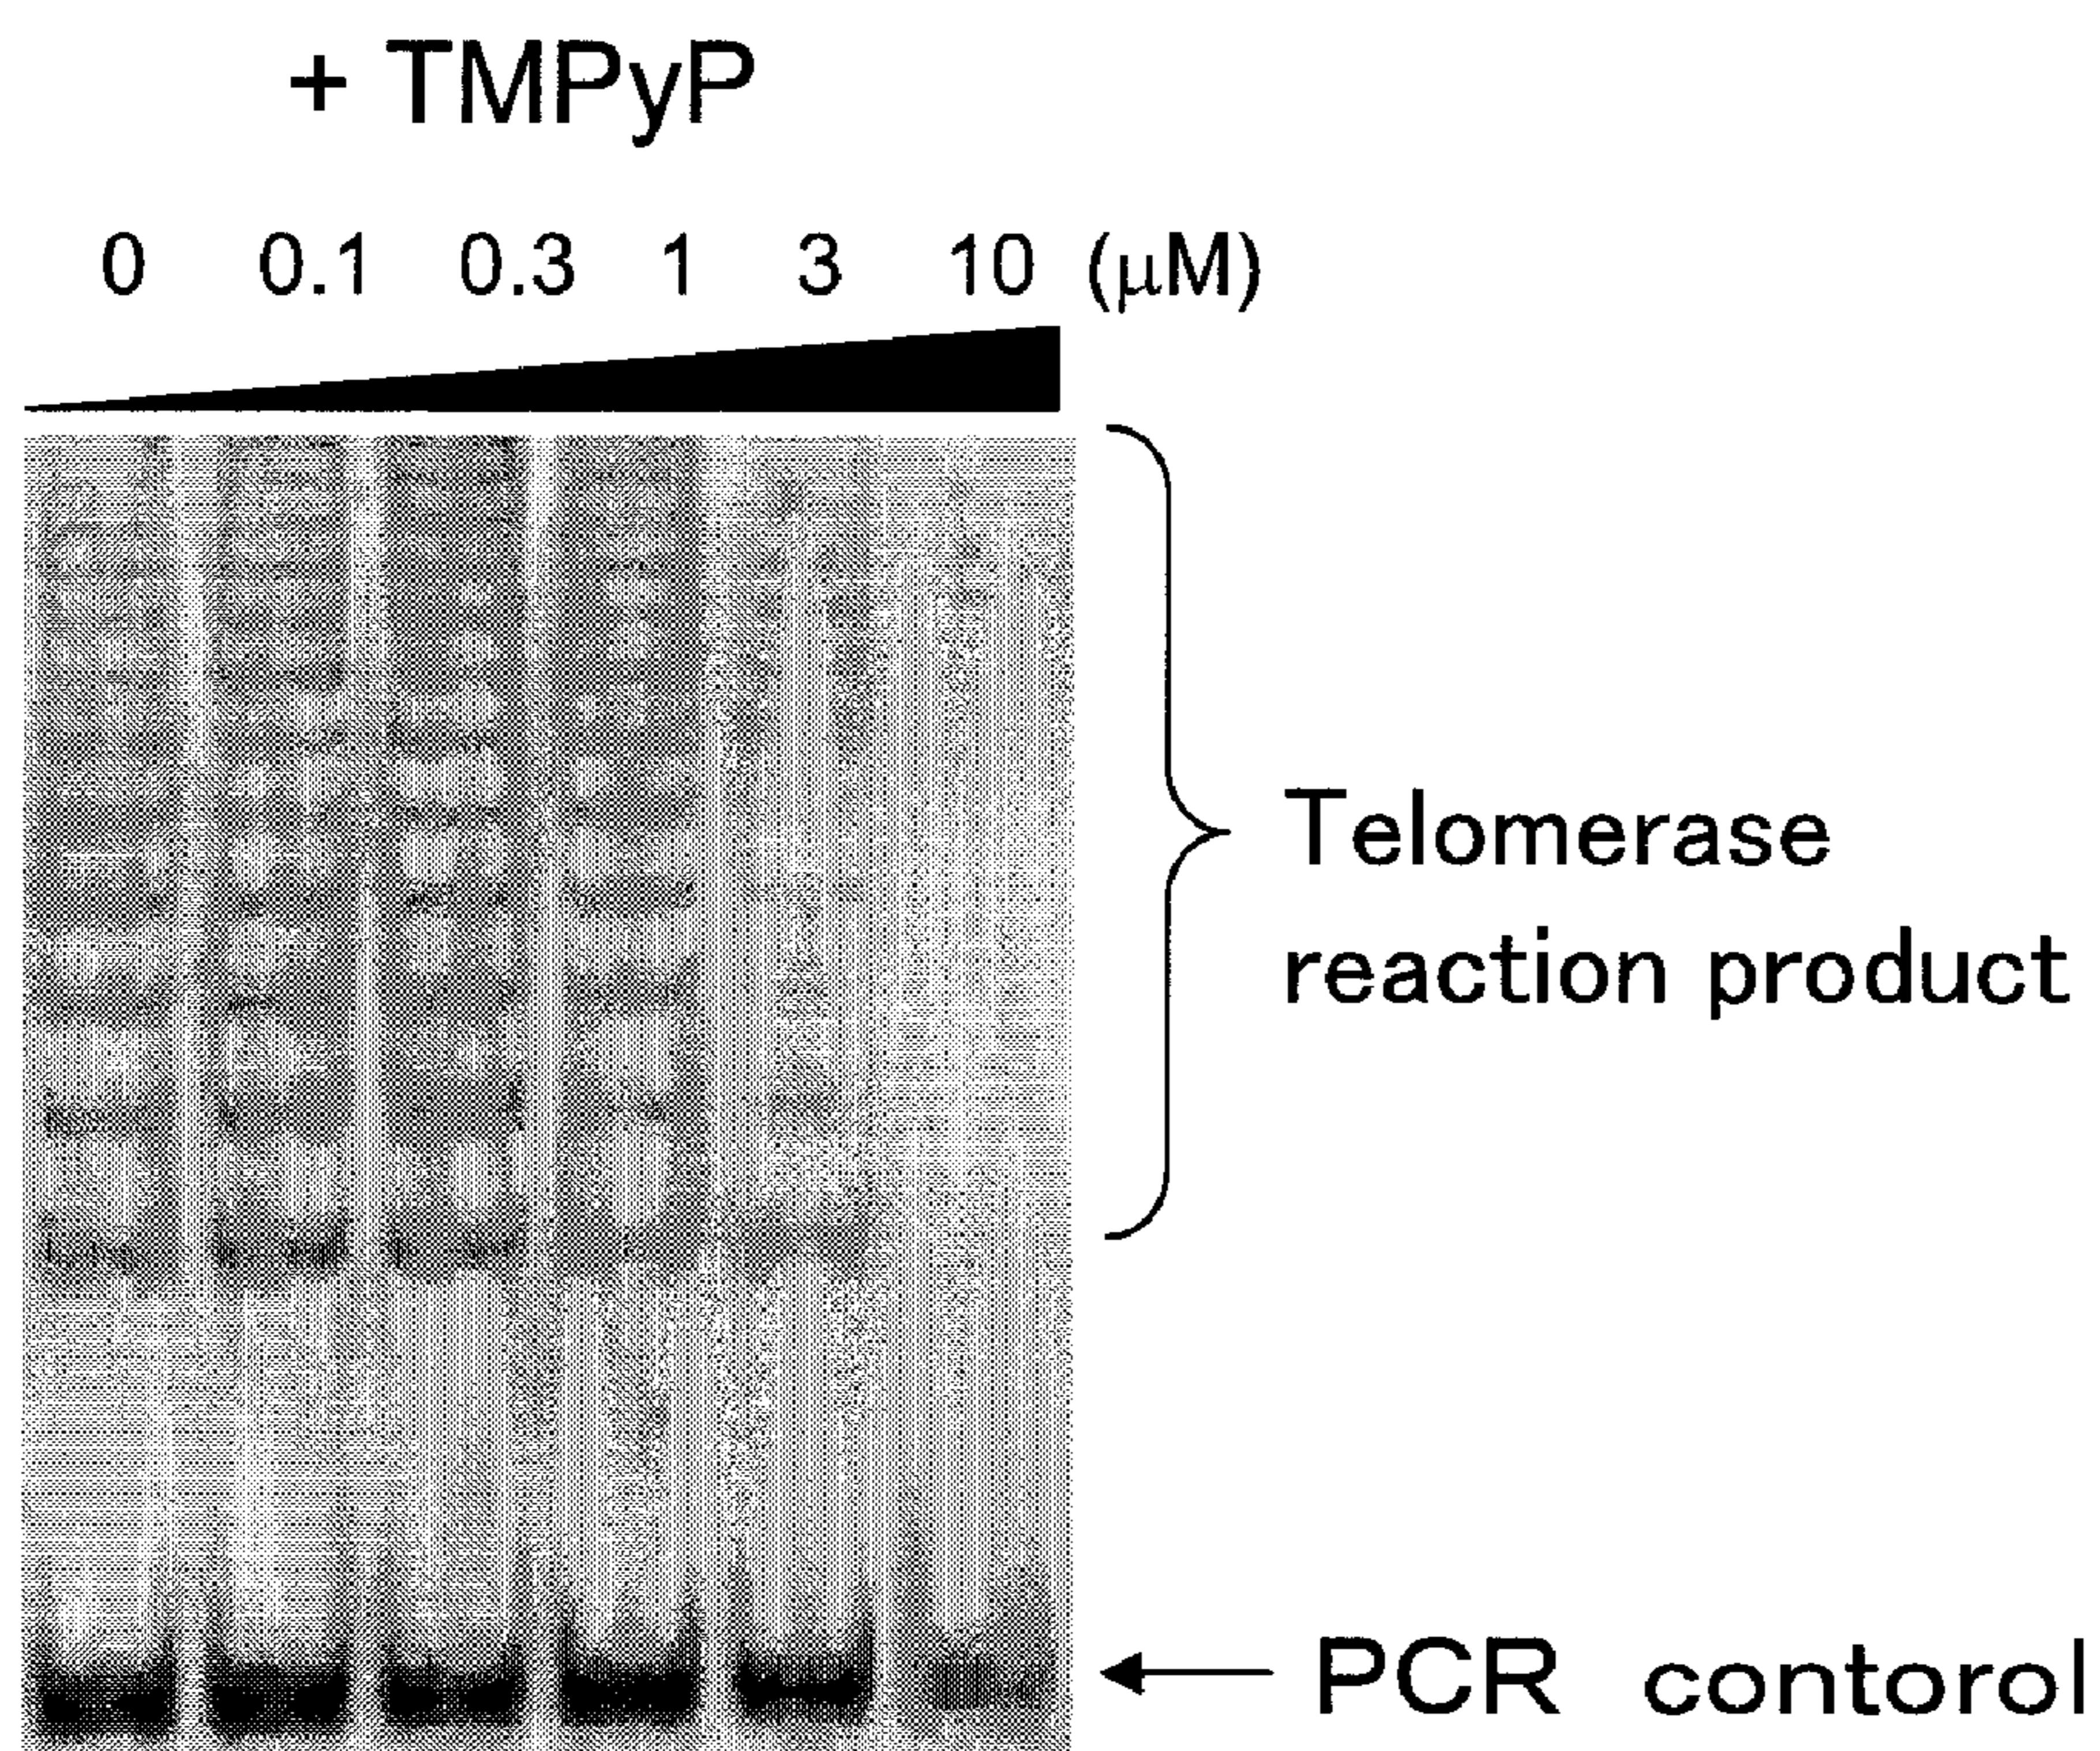 + TMPyP
0 0.1 0.3 1 3 10 (μM)
Telomerase
reaction product
PCR contorol